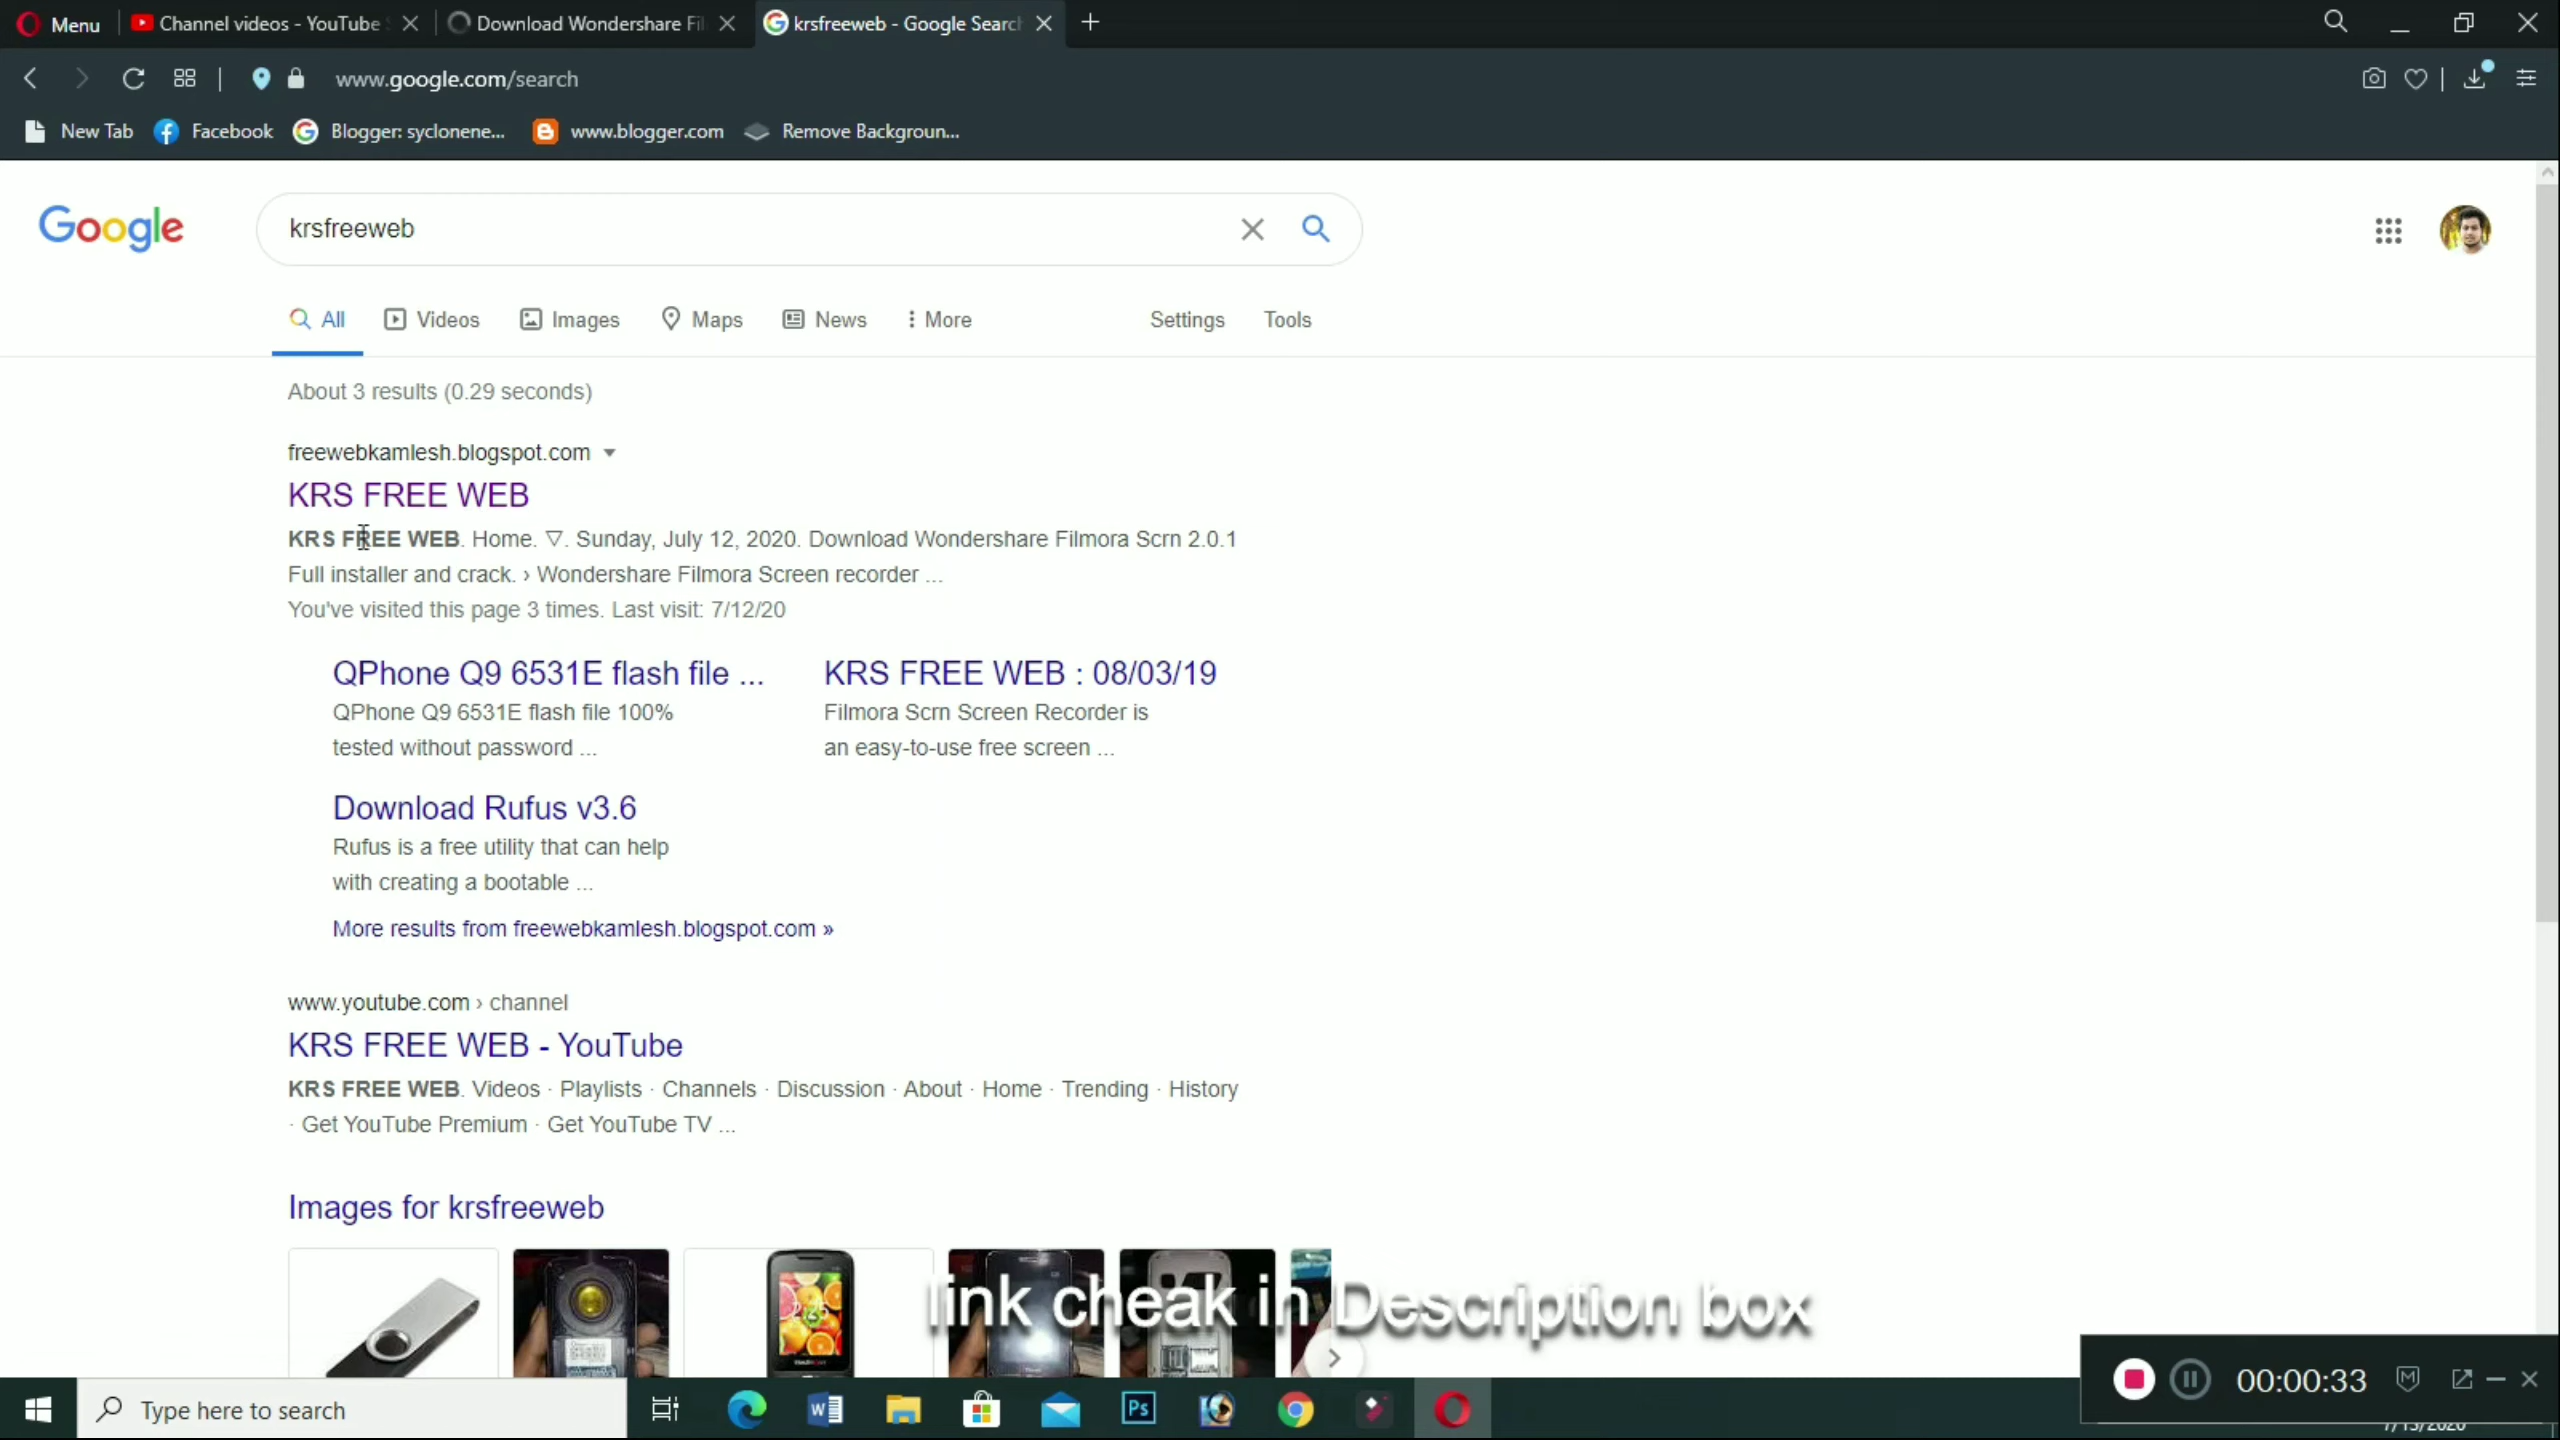 Menu
Channel videos - YouTube
Download Wondershare Fil
krsfreeweb - Google Search
www.google.com/search
New Tab
Facebook
Blogger: syclonene...
www.blogger.com
Remove Backgroun...
Google
krsfreeweb
All
Videos
Images
Maps
News
More
Settings
Tools
About 3 results (0.29 seconds)
freewebkamlesh.blogspot.com
KRS FREE WEB
KRS FREE WEB. Home. ▽. Sunday, July 12, 2020. Download Wondershare Filmora Scrn 2.0.1
Full installer and crack. › Wondershare Filmora Screen recorder ...
You've visited this page 3 times. Last visit: 7/12/20
QPhone Q9 6531E flash file ...
QPhone Q9 6531E flash file 100%
tested without password ...
KRS FREE WEB : 08/03/19
Filmora Scrn Screen Recorder is
an easy-to-use free screen ...
Download Rufus v3.6
Rufus is a free utility that can help
with creating a bootable ...
More results from freewebkamlesh.blogspot.com »
www.youtube.com › channel
KRS FREE WEB - YouTube
KRS FREE WEB. Videos · Playlists · Channels · Discussion · About · Home · Trending · History
· Get YouTube Premium · Get YouTube TV ...
Images for krsfreeweb
link cheak in Description box
00:00:33
Type here to search
Ps
7/13/2020